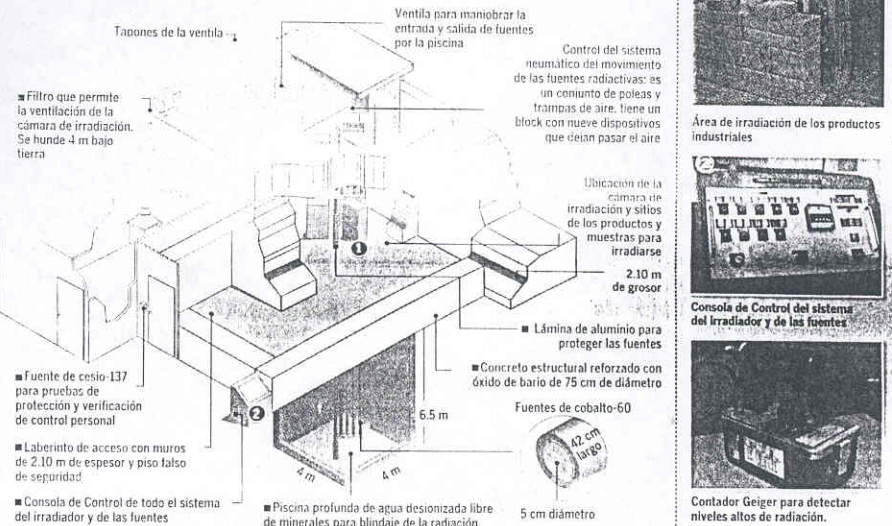 Tapones de la ventila
Ventila para maniobrar la
entrada y salida de fuentes
por la piscina
Control del sistema
neumático del movimiento
de las fuentes radiactivas: es
un conjunto de poleas y
trampas de aire. tiene un
block con nueve dispositivos
que dejan pasar el aire
■ Filtro que permite
la ventilación de la
cámara de irradiación.
Se hunde 4 m bajo
tierra
Ubicación de la
cámara de
irradiación y sitios
de los productos y
muestras para
irradiarse
1
2.10 m
de grosor
■ Lámina de aluminio para
proteger las fuentes
■ Concreto estructural reforzado con
óxido de bario de 75 cm de diámetro
■ Fuente de cesio-137
para pruebas de
protección y verificación
de control personal
2
6.5 m
4 m
4 m
Fuentes de cobalto-60
42 cm
largo
5 cm diámetro
■ Laberinto de acceso con muros
de 2.10 m de espesor y piso falso
de seguridad
■ Consola de Control de todo el sistema
del irradiador y de las fuentes
■ Piscina profunda de agua desionizada libre
de minerales para blindaje de la radiación
Área de irradiación de los productos
industriales
2
Consola de Control del sistema
del irradiador y de las fuentes
Contador Geiger para detectar
niveles altos de radiación.